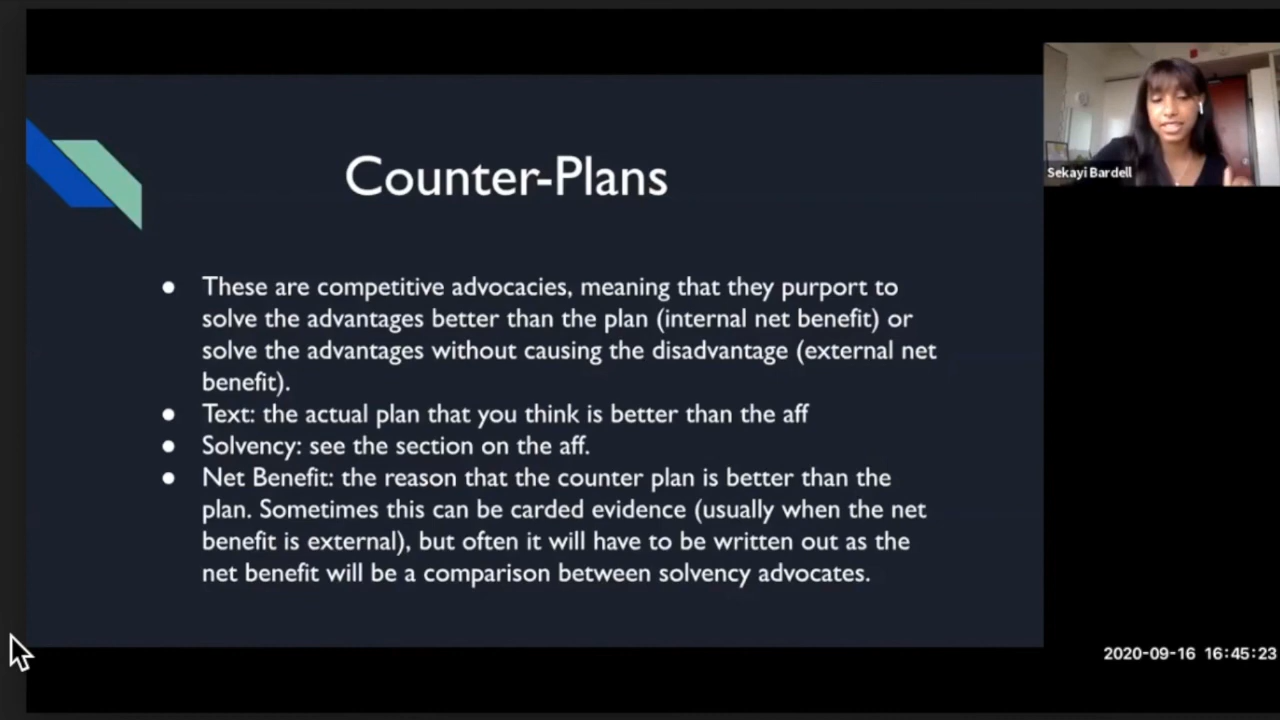 Counter-Plans
● These are competitive advocacies, meaning that they purport to
solve the advantages better than the plan (internal net benefit) or
solve the advantages without causing the disadvantage (external net
benefit).
● Text: the actual plan that you think is better than the aff
● Solvency: see the section on the aff.
● Net Benefit: the reason that the counter plan is better than the
plan. Sometimes this can be carded evidence (usually when the net
benefit is external), but often it will have to be written out as the
net benefit will be a comparison between solvency advocates.
Sekayi Bardell
2020-09-16 16:45:23